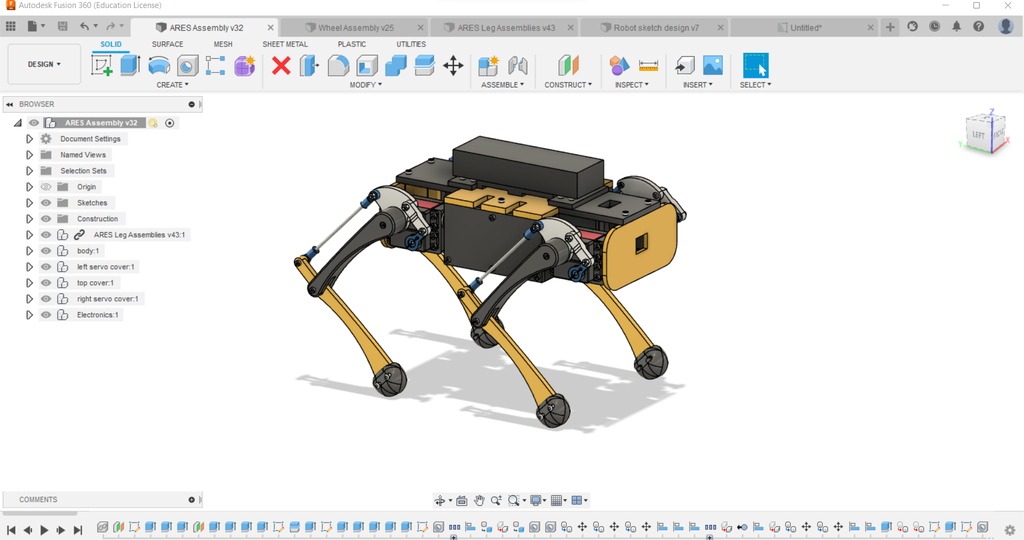 Autodesk Fusion 360 (Education License)
ARES Assembly v32
Wheel Assembly v25
ARES Leg Assemblies v43
Robot sketch design v7
Untitled*
SOLID
SURFACE
MESH
SHEET METAL
PLASTIC
UTILITIES
DESIGN
CREATE
MODIFY
ASSEMBLE
CONSTRUCT
INSPECT
INSERT
SELECT
BROWSER
ARES Assembly v32
Document Settings
Named Views
Selection Sets
Origin
Sketches
Construction
ARES Leg Assemblies v43:1
body:1
left servo cover:1
top cover:1
right servo cover:1
Electronics:1
Z
LEFT
Y
X
COMMENTS